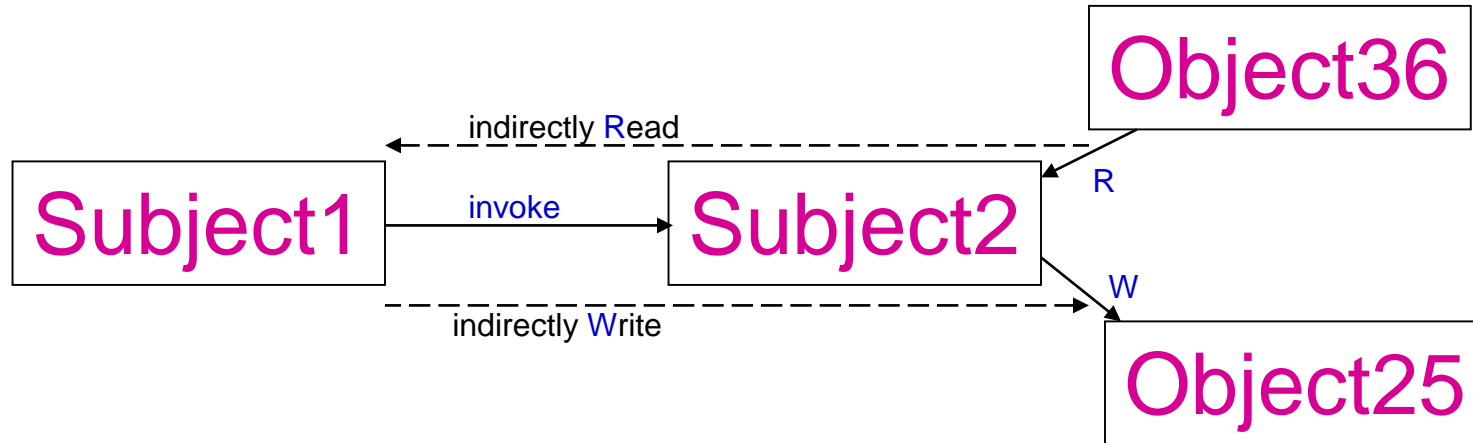 Object36
indirectly Read
R
Subject1
invoke
Subject2
W
indirectly Write
Object25